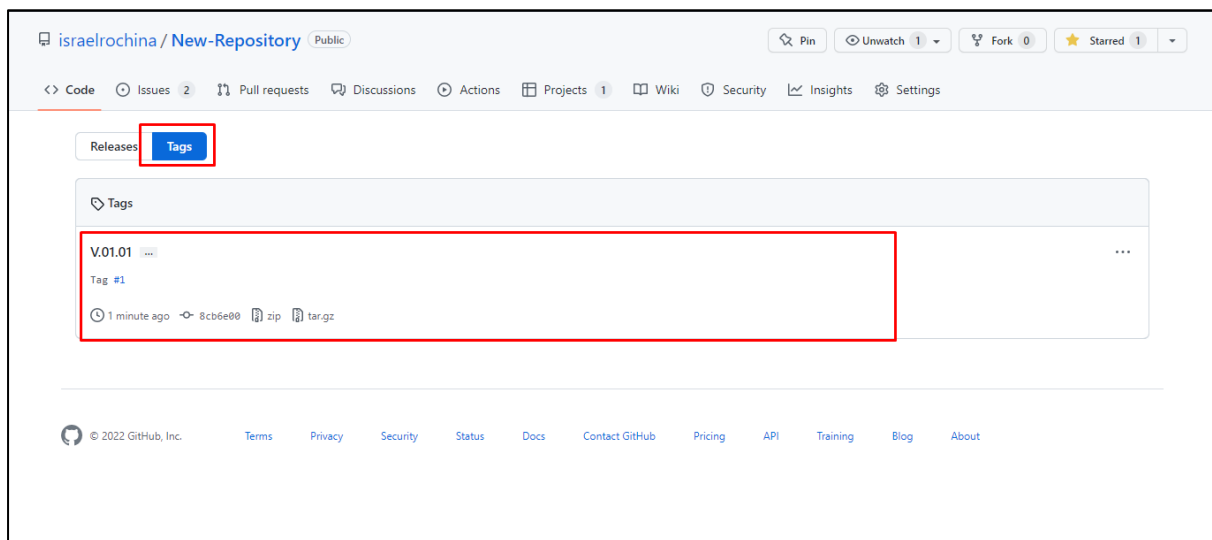 israelrochina / New-Repository Public Pin Unwatch 1 Fork 0 Starred 1
<> Code Issues 2 Pull requests Discussions Actions Projects 1 Wiki Security Insights Settings
Releases Tags
Tags
V.01.01 ...
Tag #1
1 minute ago 8cb6e00 zip tar.gz
© 2022 GitHub, Inc. Terms Privacy Security Status Docs Contact GitHub Pricing API Training Blog About